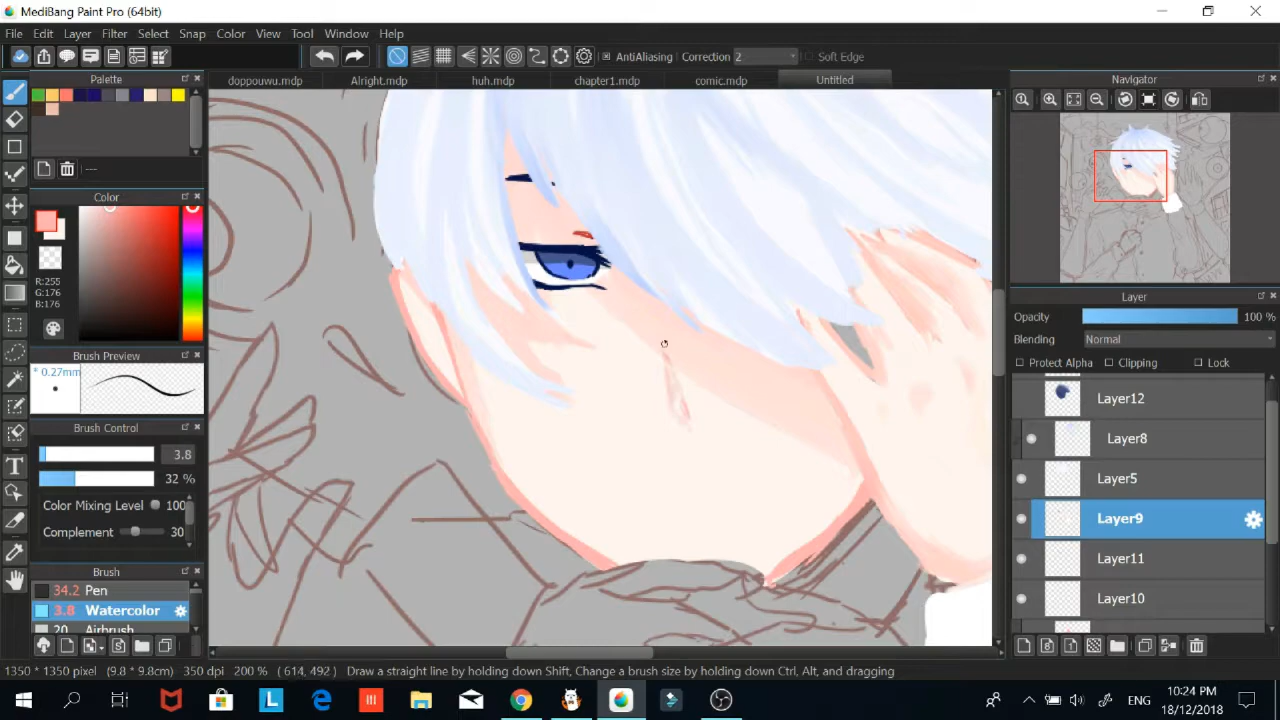 MediBang Paint Pro (64bit)
File Edit Layer Filter Select Snap Color View Tool Window Help
AntiAliasing Correction 2 Soft Edge
Palette
doppouwu.mdp Alright.mdp huh.mdp chapter1.mdp comic.mdp Untitled
Navigator
---
Color
R:255
G:176
B:176
Layer
Opacity 100 %
Blending Normal
Protect Alpha Clipping Lock
Brush Preview
* 0.27mm
Layer12
Brush Control
Layer8
3.8
32 %
Layer5
Color Mixing Level 100
Layer9
Complement 30
Layer11
Brush
34.2 Pen
Layer10
3.8 Watercolor
20 Airbrush
1350 * 1350 pixel (9.8 * 9.8cm) 350 dpi 200 % ( 614, 492 ) Draw a straight line by holding down Shift, Change a brush size by holding down Ctrl, Alt, and dragging
ENG
10:24 PM
18/12/2018